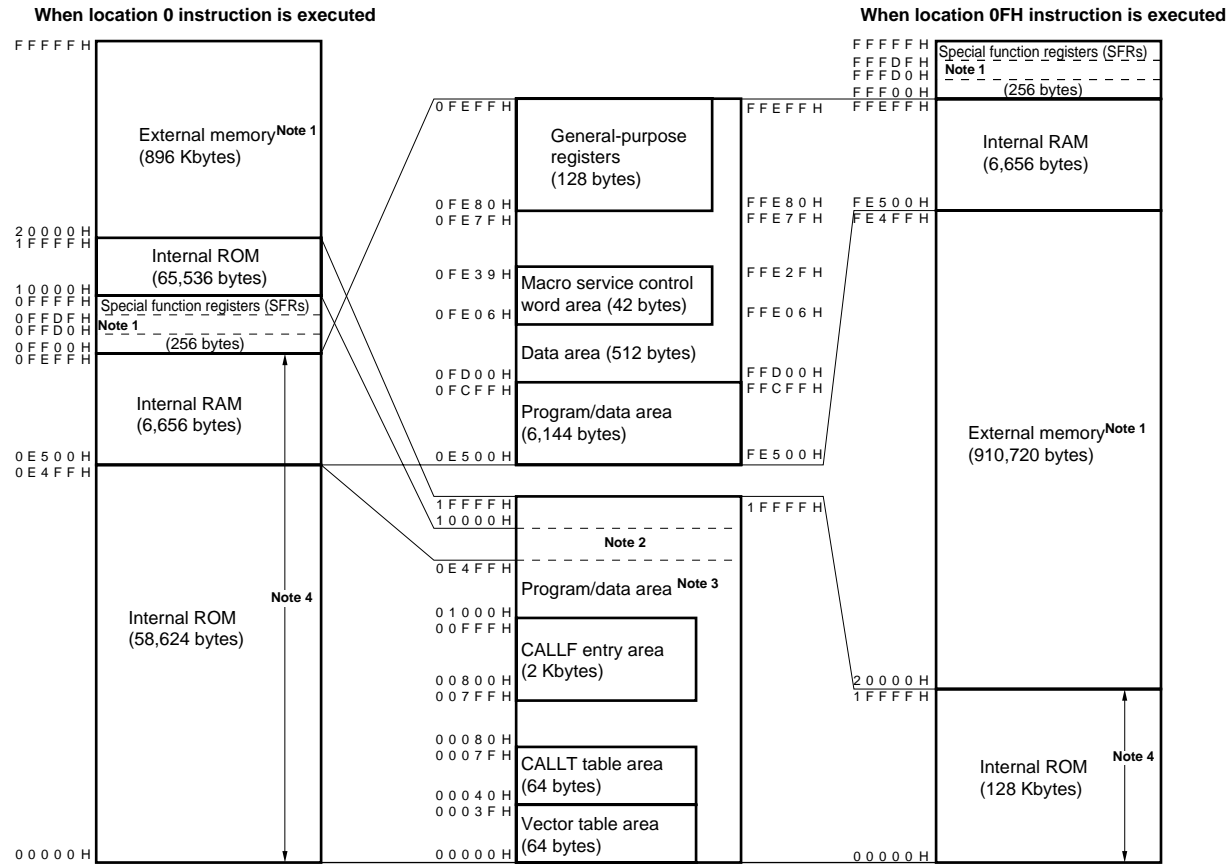 When location 0 instruction is executed
FFFFFH
External memory Note 1
(896 Kbytes)
20000H
1FFFFH
Internal ROM
(65,536 bytes)
10000H
0FFFFH
Special function registers (SFRs)
0FFDFH
0FFD0H
Note 1
0FF00H
(256 bytes)
0FEFFH
Internal RAM
(6,656 bytes)
0E500H
0E4FFH
Note 4
Internal ROM
(58,624 bytes)
00000H
0FEFFH
General-purpose
registers
(128 bytes)
0FE80H
0FE7FH
0FE39H
Macro service control
word area (42 bytes)
0FE06H
Data area (512 bytes)
0FD00H
0FCFFH
Program/data area
(6,144 bytes)
0E500H
FFEFFH
FFE80H
FFE7FH
FFE2FH
FFE06H
FFD00H
FFCFFH
FE500H
1FFFFH
10000H
Note 2
0E4FFH
Program/data area Note 3
01000H
00FFFH
CALLF entry area
(2 Kbytes)
00800H
007FFH
00080H
0007FH
CALLT table area
(64 bytes)
00040H
0003FH
Vector table area
(64 bytes)
00000H
1FFFFH
When location 0FH instruction is executed
FFFFFH
Special function registers (SFRs)
FFFDFH
FFFD0H
Note 1
FFF00H
(256 bytes)
FFEFFH
Internal RAM
(6,656 bytes)
FE500H
FE4FFH
External memory Note 1
(910,720 bytes)
20000H
1FFFFH
Note 4
Internal ROM
(128 Kbytes)
00000H